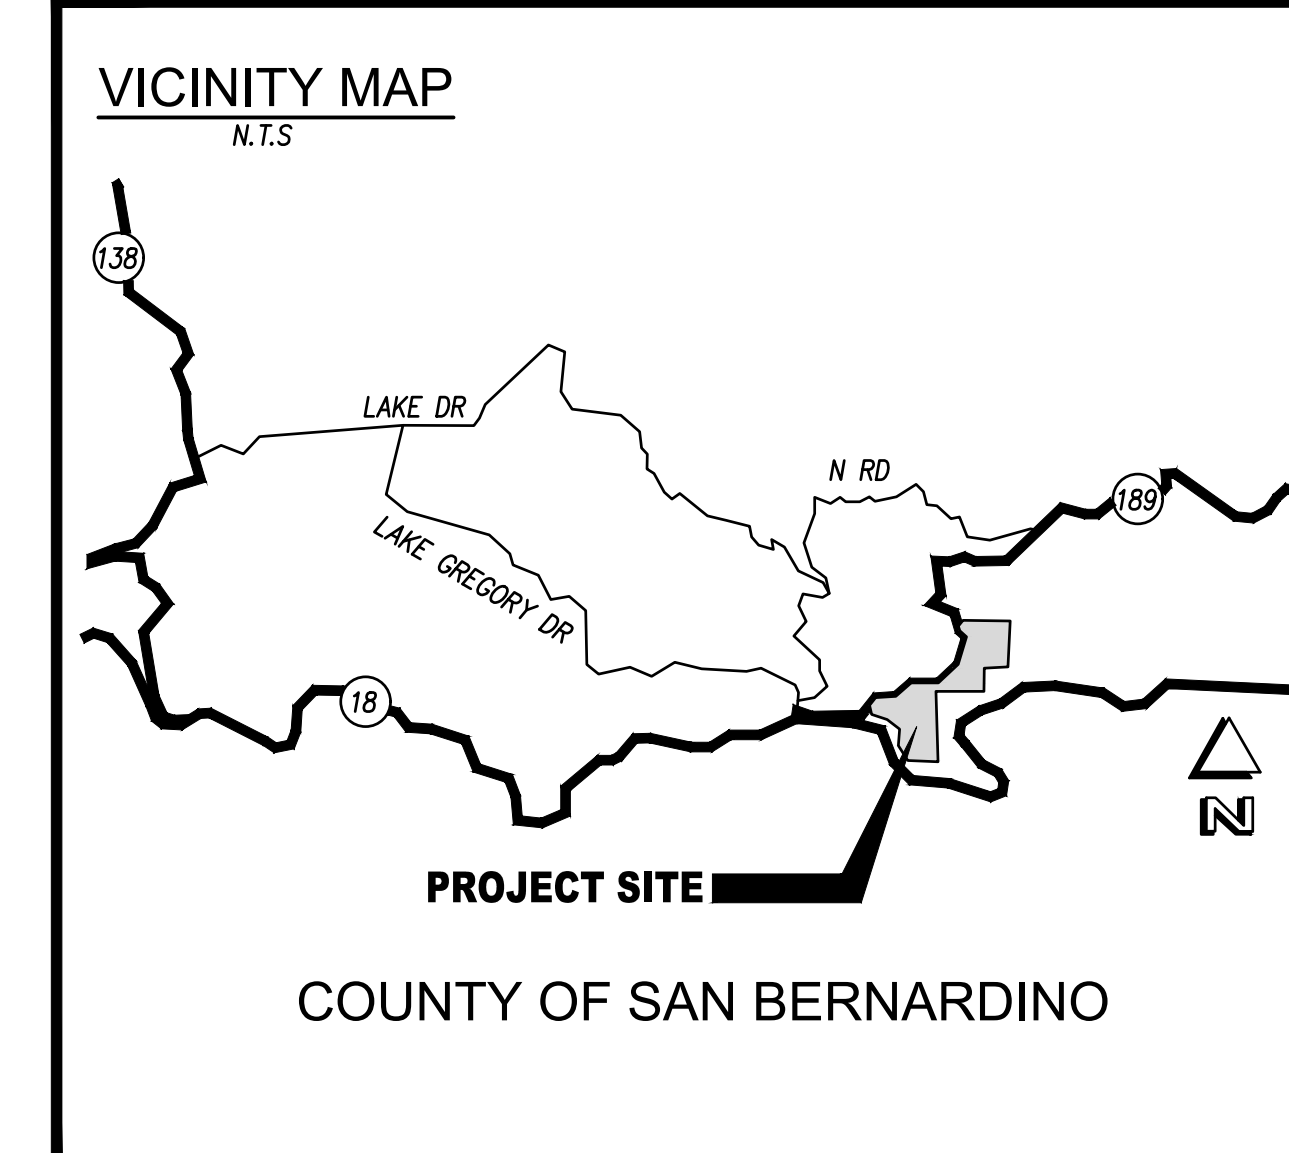 VICINITY MAP
N.T.S
138
LAKE DR
N RD
189
LAKE GREGORY DR
18
N
PROJECT SITE
COUNTY OF SAN BERNARDINO